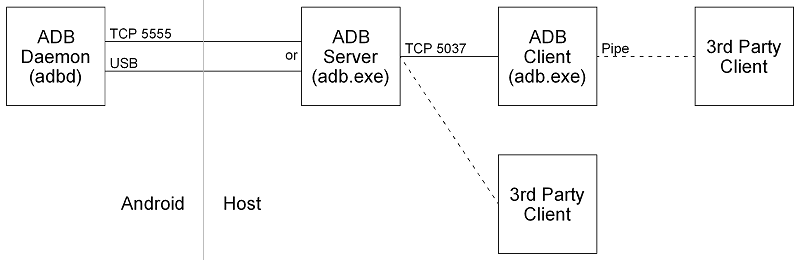 ADB
Daemon
(adbd)
TCP 5555
USB
or
ADB
Server
(adb.exe)
TCP 5037
ADB
Client
(adb.exe)
Pipe
3rd Party
Client
3rd Party
Client
Android
Host